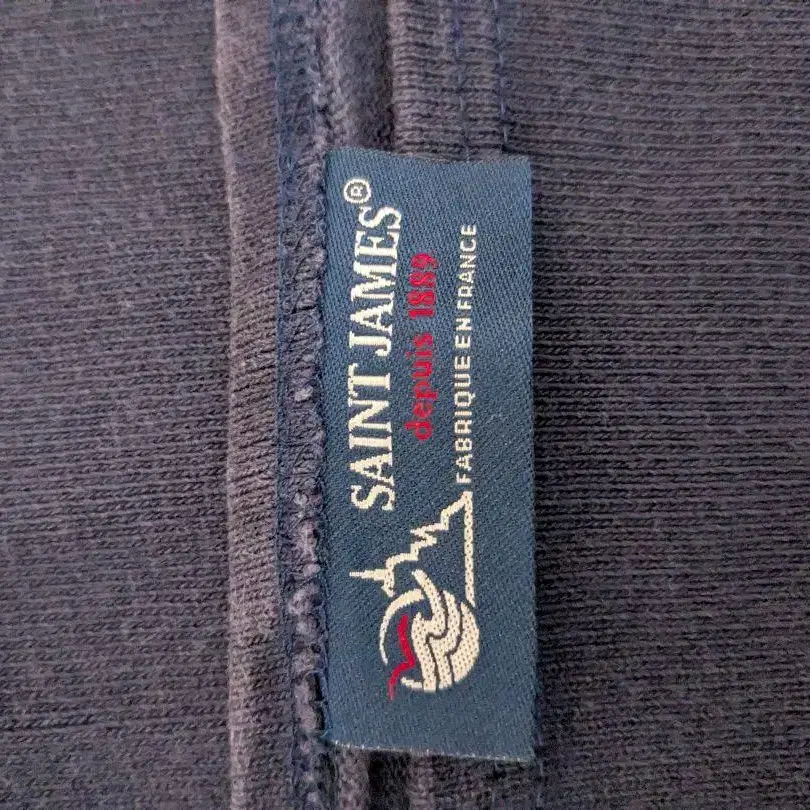 SAINT JAMES®
depuis 1889
FABRIQUE EN FRANCE